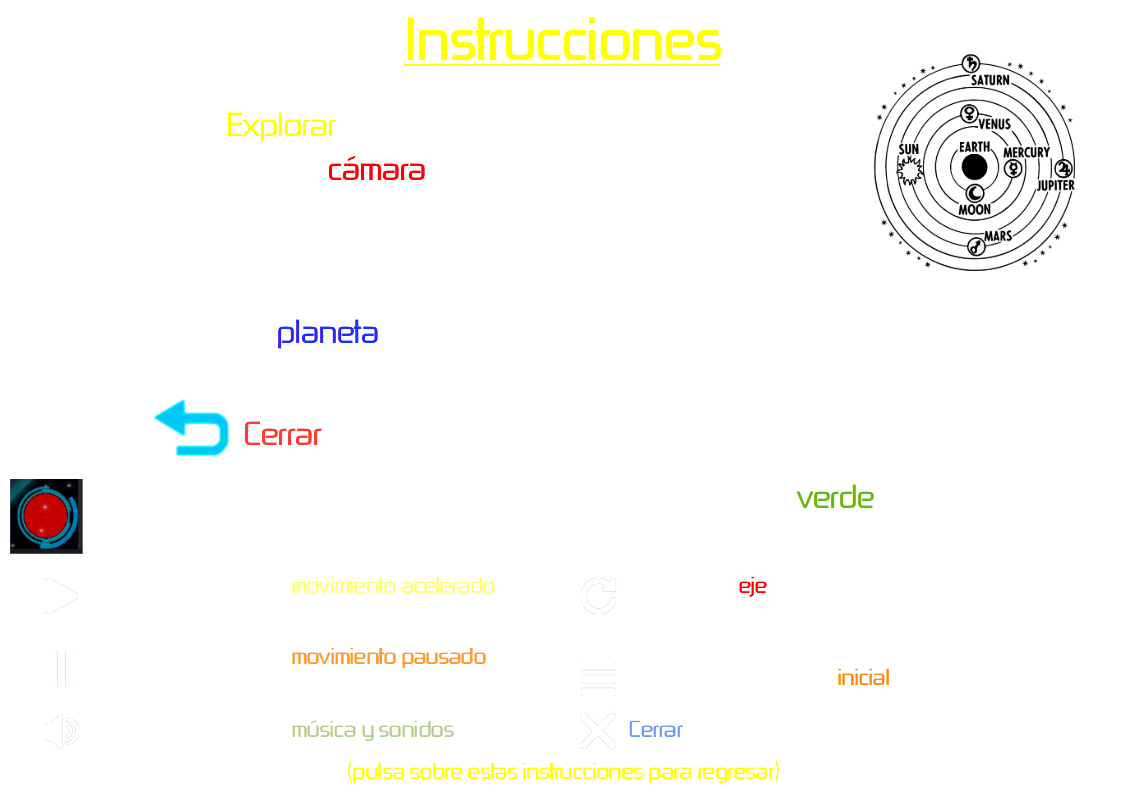 Instrucciones
SATURN
Explorar
VENUS
SUN
EARTH
MERCURY
cámara
JUPITER
MOON
MARS
planeta
Cerrar
verde
movimiento acelerado
eje
movimiento pausado
inicial
música y sonidos
Cerrar
(pulsa sobre estas instrucciones para regresar)